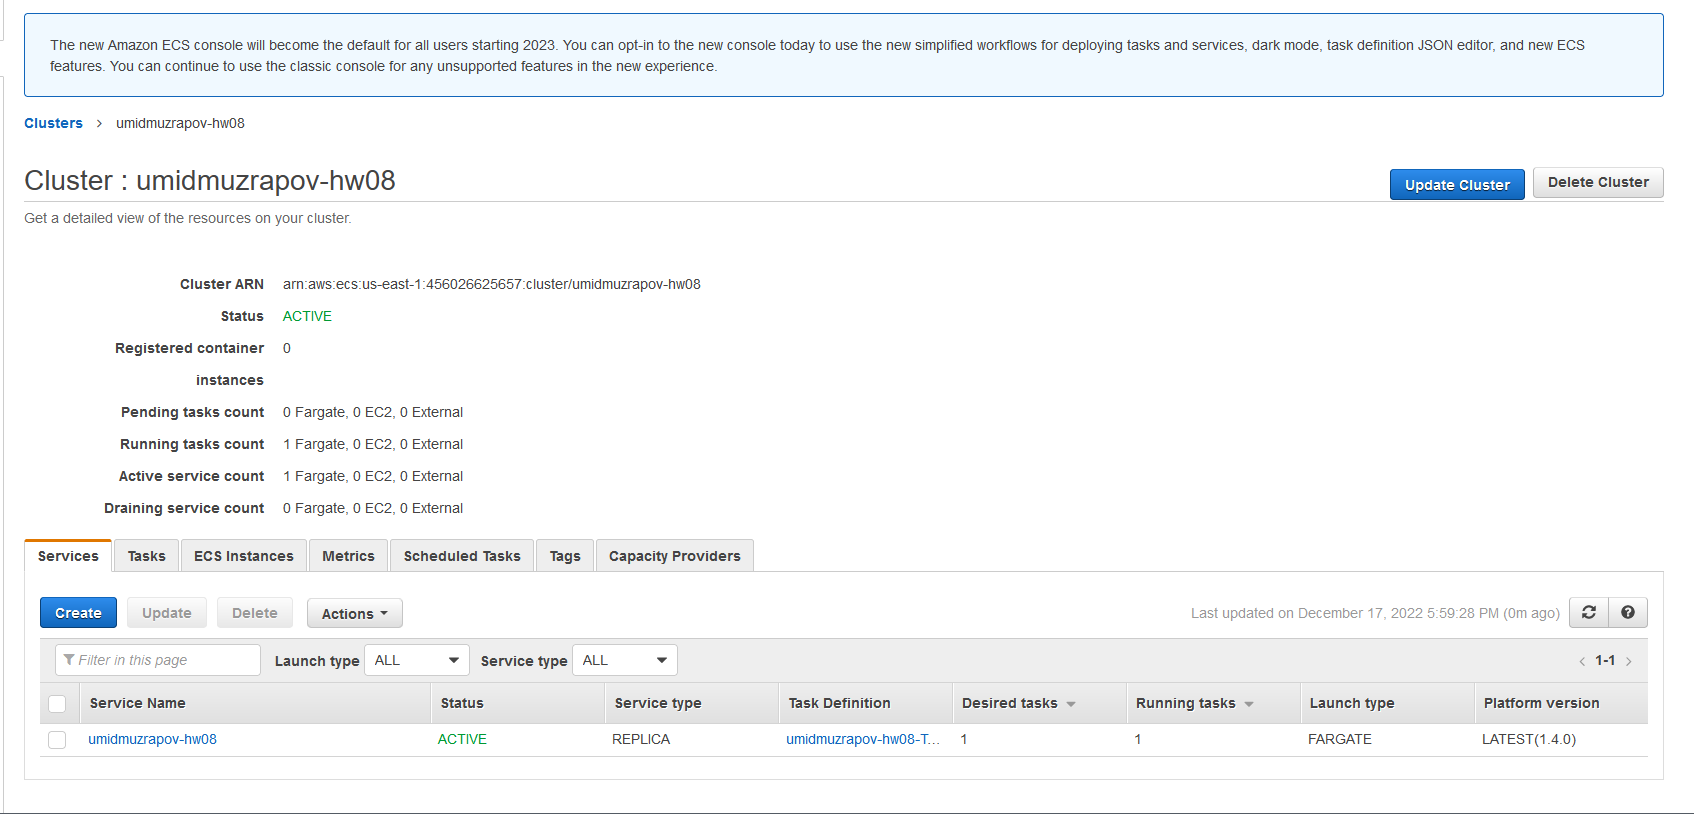 The new Amazon ECS console will become the default for all users starting 2023. You can opt-in to the new console today to use the new simplified workflows for deploying tasks and services, dark mode, task definition JSON editor, and new ECS
features. You can continue to use the classic console for any unsupported features in the new experience.
Clusters > umidmuzrapov-hw08
Cluster : umidmuzrapov-hw08
Update Cluster Delete Cluster
Get a detailed view of the resources on your cluster.
Cluster ARN arn:aws:ecs:us-east-1:456026625657:cluster/umidmuzrapov-hw08
Status ACTIVE
Registered container 0
instances
Pending tasks count 0 Fargate, 0 EC2, 0 External
Running tasks count 1 Fargate, 0 EC2, 0 External
Active service count 1 Fargate, 0 EC2, 0 External
Draining service count 0 Fargate, 0 EC2, 0 External
Services Tasks ECS Instances Metrics Scheduled Tasks Tags Capacity Providers
Create Update Delete Actions Last updated on December 17, 2022 5:59:28 PM (0m ago) ?
Filter in this page Launch type ALL Service type ALL < 1-1 >
Service Name Status Service type Task Definition Desired tasks Running tasks Launch type Platform version
umidmuzrapov-hw08 ACTIVE REPLICA umidmuzrapov-hw08-T... 1 1 FARGATE LATEST(1.4.0)